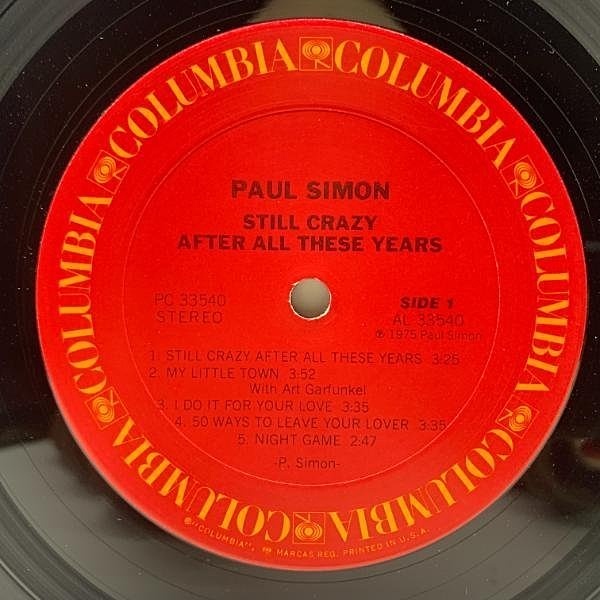 COLUMBIA COLUMBIA COLUMBIA COLUMBIA COLUMBIA COLUMBIA
PAUL SIMON
STILL CRAZY
AFTER ALL THESE YEARS
PC 33540
STEREO
SIDE 1
AL 33540
℗ 1975 Paul Simon
1. STILL CRAZY AFTER ALL THESE YEARS 3:26
2. MY LITTLE TOWN 3:52
With Art Garfunkel
3. I DO IT FOR YOUR LOVE 3:35
4. 50 WAYS TO LEAVE YOUR LOVER 3:35
5. NIGHT GAME 2:47
-P. Simon-
"COLUMBIA", MARCAS REG. PRINTED IN U.S.A.